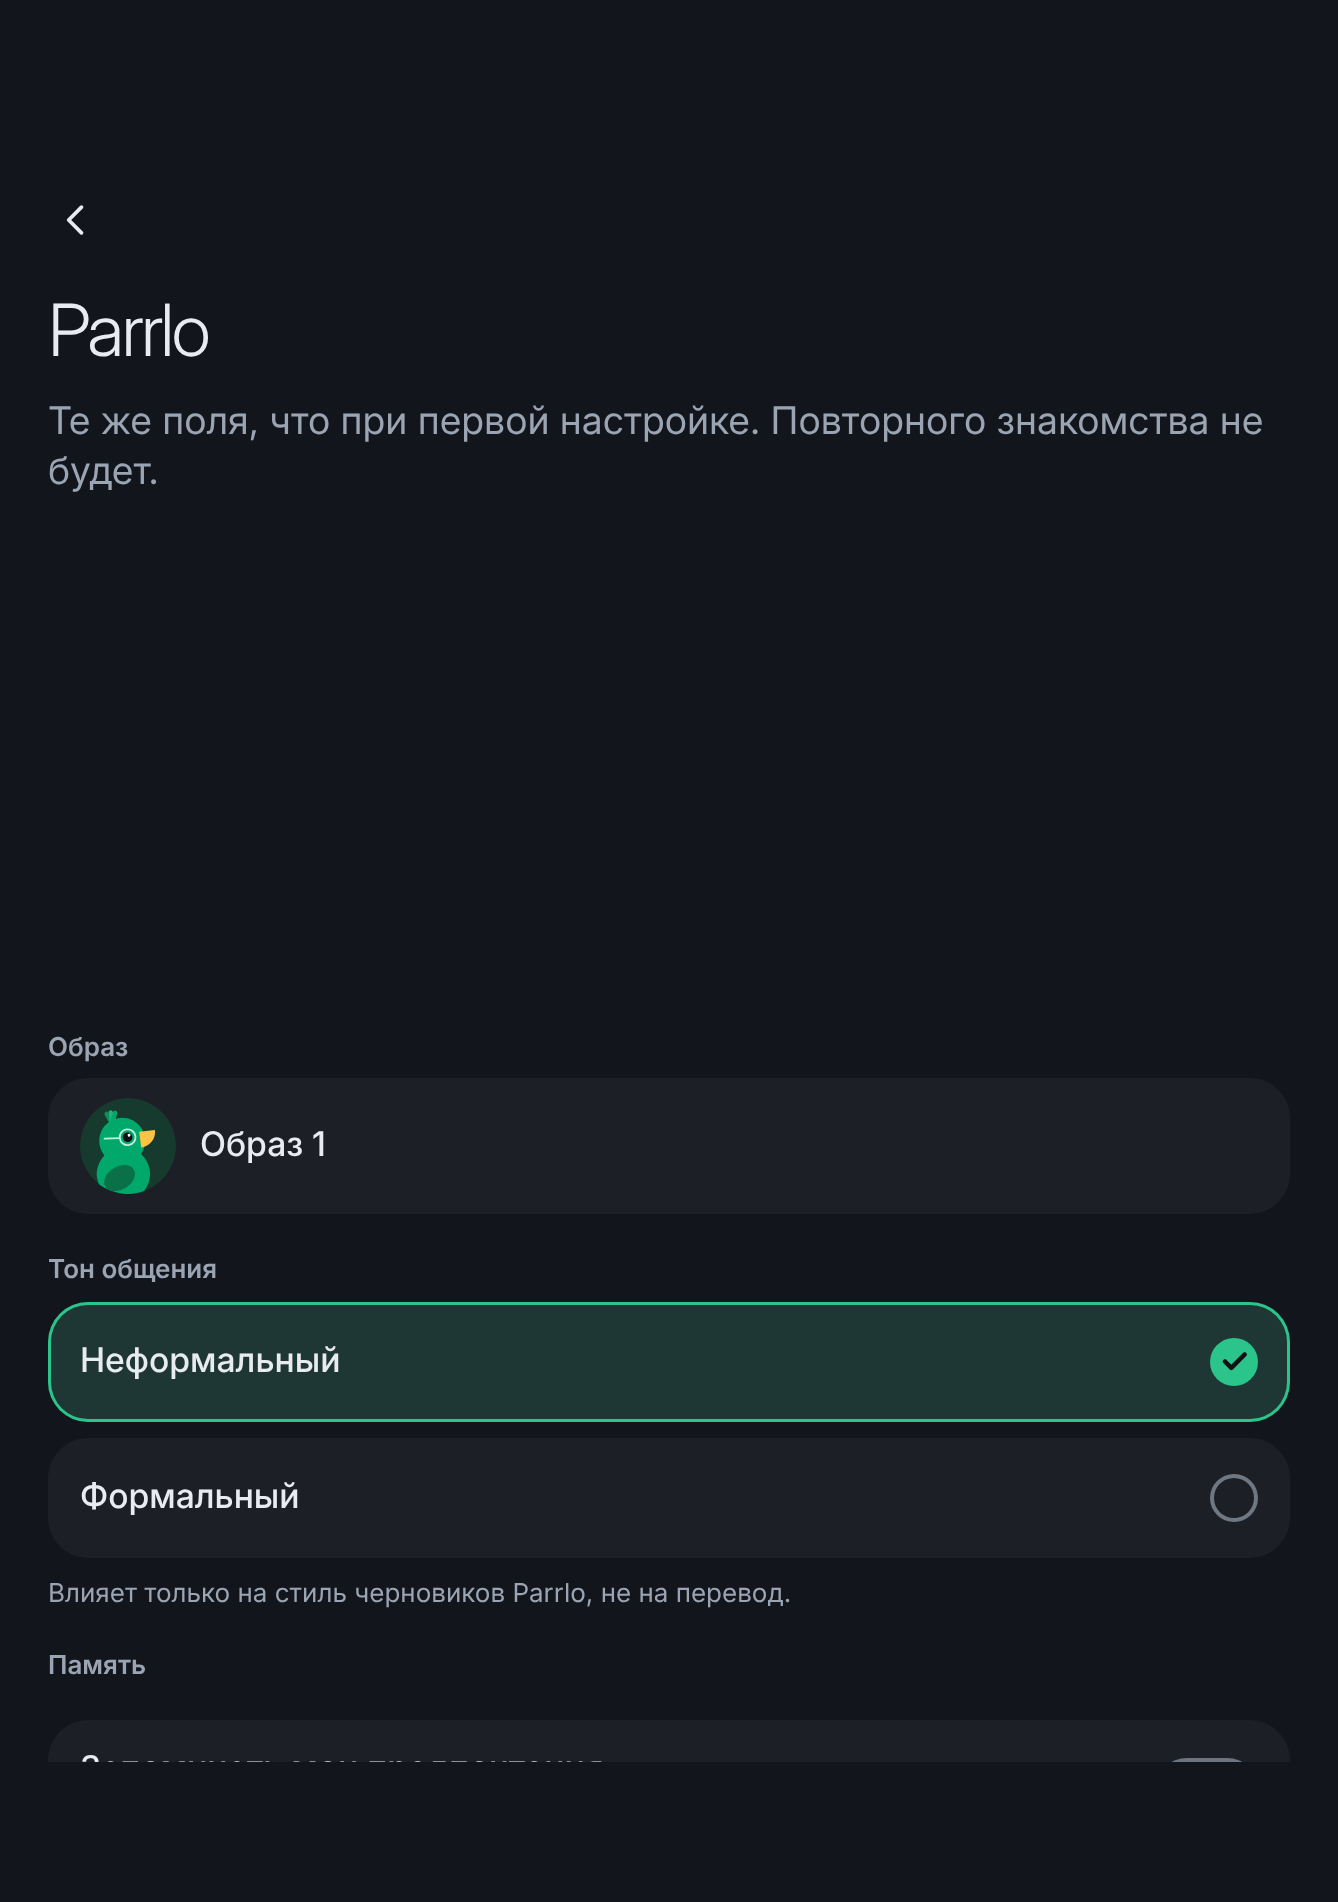 Parrlo
Те же поля, что при первой настройке. Повторного знакомства не
будет.
Образ
Образ 1
Тон общения
Неформальный
Формальный
Влияет только на стиль черновиков Parrlo, не на перевод.
Память